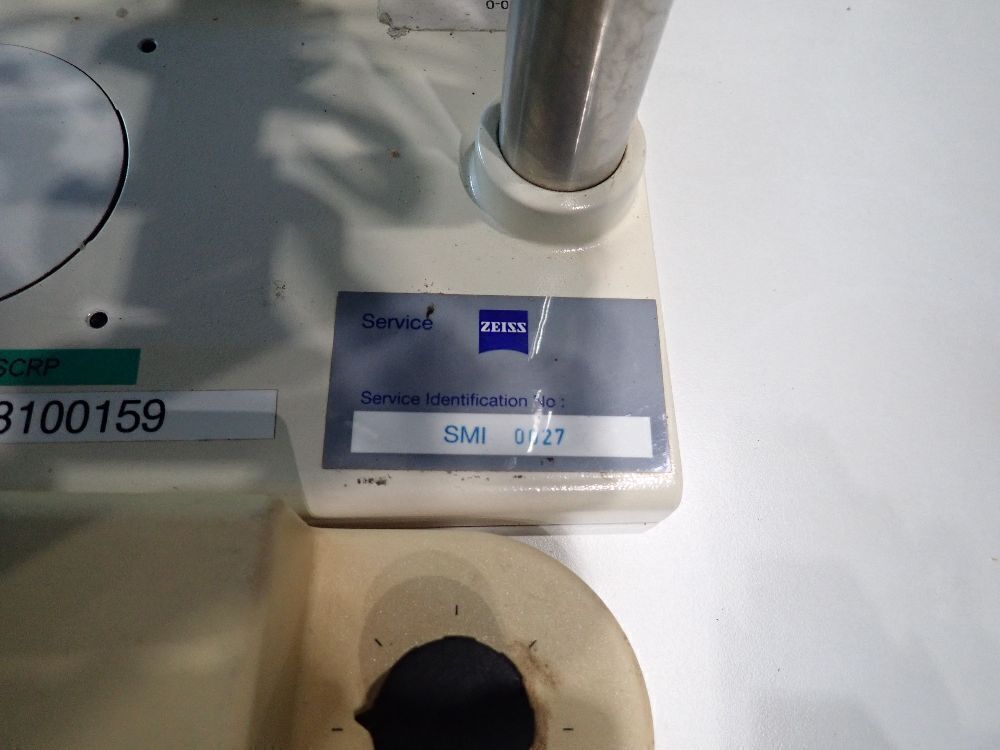 Service
ZEISS
SCRP
Service Identification No :
3100159
SMI 0027